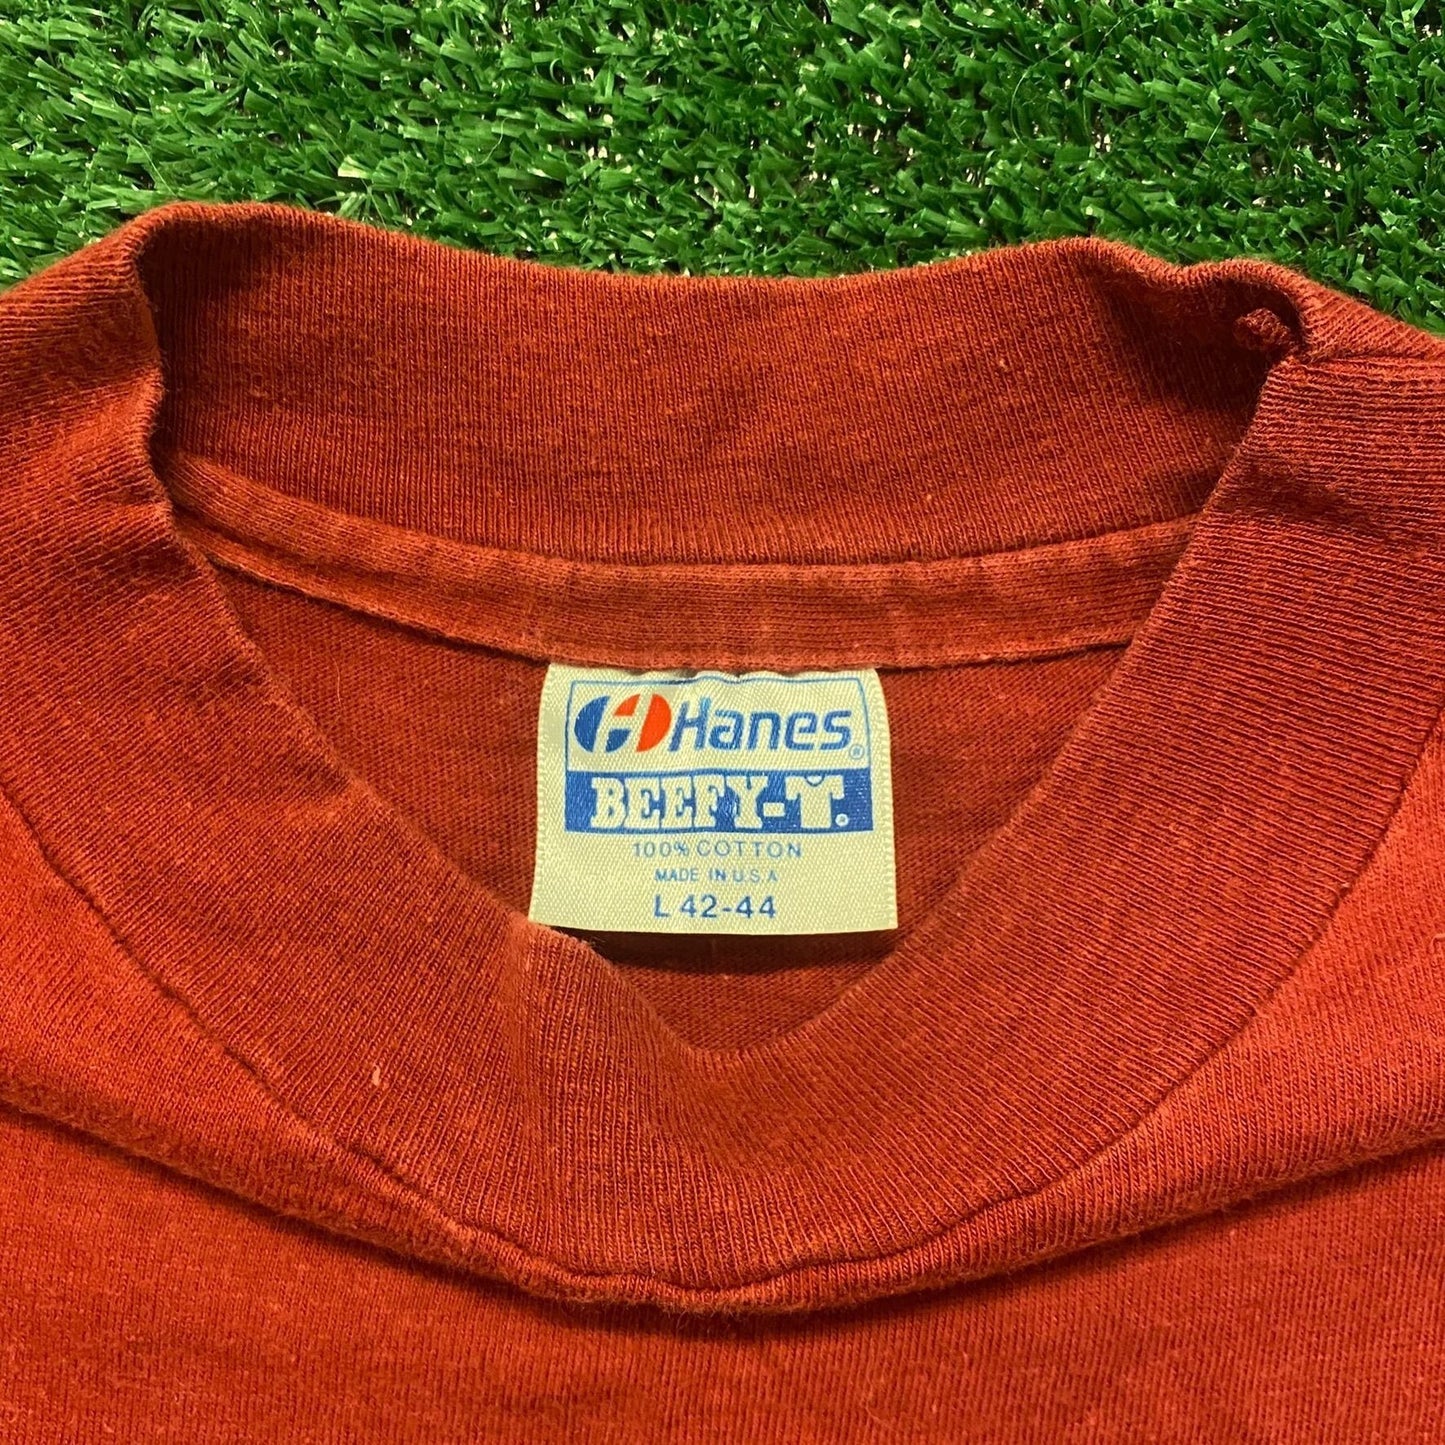 Hanes®
BEEFY-T.®
100% COTTON
MADE IN U.S.A
L 42-44